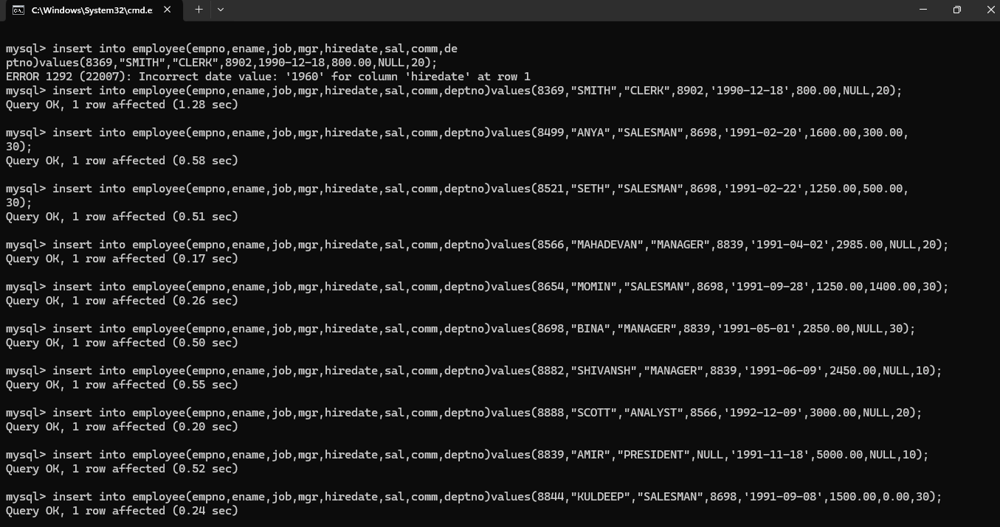 C:\Windows\System32\cmd.e
mysql> insert into employee(empno,ename,job,mgr,hiredate,sal,comm,de
ptno)values(8369,"SMITH","CLERK",8902,1990-12-18,800.00,NULL,20);
ERROR 1292 (22007): Incorrect date value: '1960' for column 'hiredate' at row 1
mysql> insert into employee(empno,ename,job,mgr,hiredate,sal,comm,deptno)values(8369,"SMITH","CLERK",8902,'1990-12-18',800.00,NULL,20);
Query OK, 1 row affected (1.28 sec)
mysql> insert into employee(empno,ename,job,mgr,hiredate,sal,comm,deptno)values(8499,"ANYA","SALESMAN",8698,'1991-02-20',1600.00,300.00,
30);
Query OK, 1 row affected (0.58 sec)
mysql> insert into employee(empno,ename,job,mgr,hiredate,sal,comm,deptno)values(8521,"SETH","SALESMAN",8698,'1991-02-22',1250.00,500.00,
30);
Query OK, 1 row affected (0.51 sec)
mysql> insert into employee(empno,ename,job,mgr,hiredate,sal,comm,deptno)values(8566,"MAHADEVAN","MANAGER",8839,'1991-04-02',2985.00,NULL,20);
Query OK, 1 row affected (0.17 sec)
mysql> insert into employee(empno,ename,job,mgr,hiredate,sal,comm,deptno)values(8654,"MOMIN","SALESMAN",8698,'1991-09-28',1250.00,1400.00,30);
Query OK, 1 row affected (0.26 sec)
mysql> insert into employee(empno,ename,job,mgr,hiredate,sal,comm,deptno)values(8698,"BINA","MANAGER",8839,'1991-05-01',2850.00,NULL,30);
Query OK, 1 row affected (0.50 sec)
mysql> insert into employee(empno,ename,job,mgr,hiredate,sal,comm,deptno)values(8882,"SHIVANSH","MANAGER",8839,'1991-06-09',2450.00,NULL,10);
Query OK, 1 row affected (0.55 sec)
mysql> insert into employee(empno,ename,job,mgr,hiredate,sal,comm,deptno)values(8888,"SCOTT","ANALYST",8566,'1992-12-09',3000.00,NULL,20);
Query OK, 1 row affected (0.20 sec)
mysql> insert into employee(empno,ename,job,mgr,hiredate,sal,comm,deptno)values(8839,"AMIR","PRESIDENT",NULL,'1991-11-18',5000.00,NULL,10);
Query OK, 1 row affected (0.52 sec)
mysql> insert into employee(empno,ename,job,mgr,hiredate,sal,comm,deptno)values(8844,"KULDEEP","SALESMAN",8698,'1991-09-08',1500.00,0.00,30);
Query OK, 1 row affected (0.24 sec)